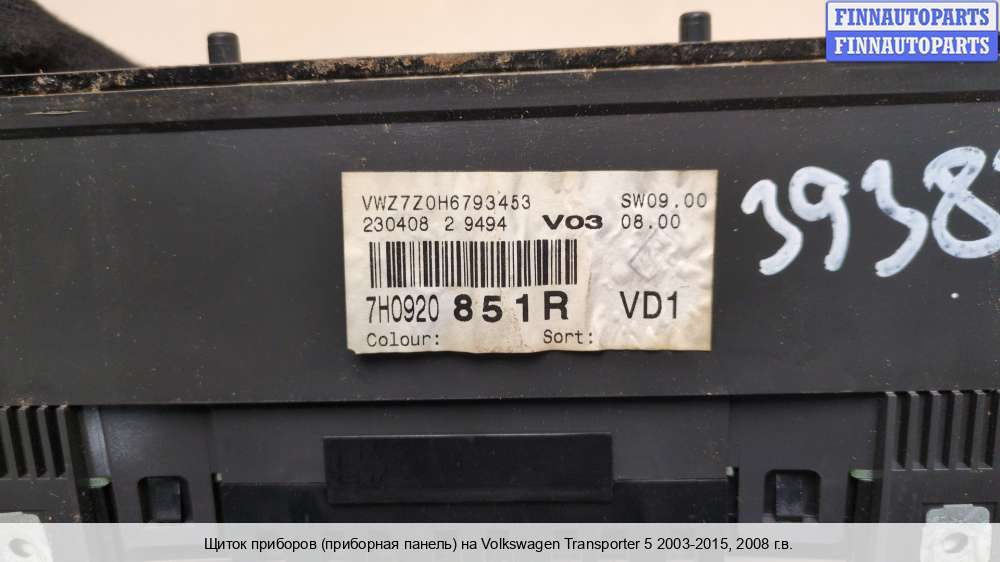 FINNAUTOPARTS
FINNAUTOPARTS
VWZ7Z0H6793453 SW09.00
230408 2 9494 V03 08.00
7H0920 851R VD1
Colour: Sort:
Щиток приборов (приборная панель) на Volkswagen Transporter 5 2003-2015, 2008 г.в.